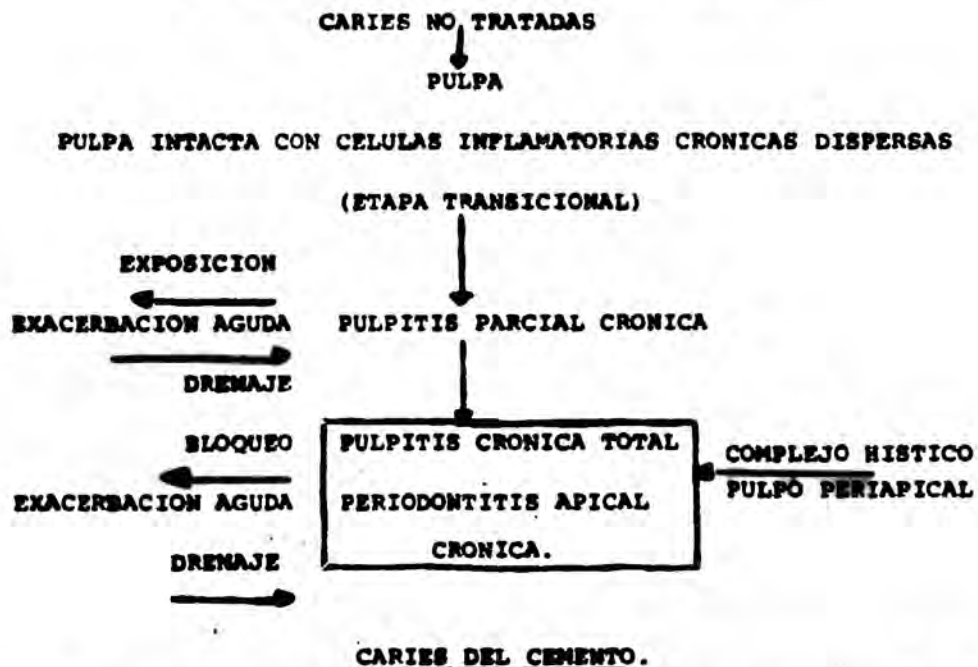 CARIES NO TRATADAS
PULPA
PULPA INTACTA CON CELULAS INFLAMATORIAS CRONICAS DISPERSAS
(ETAPA TRANSICIONAL)
EXPOSICION
EXACERBACION AGUDA
PULPITIS PARCIAL CRONICA
DRENAJE
BLOQUEO
PULPITIS CRONICA TOTAL
COMPLEJO HISTICO
EXACERBACION AGUDA
PERIODONTITIS APICAL
PULPO PERIAPICAL
CRONICA.
DRENAJE
CARIES DEL CEMENTO.